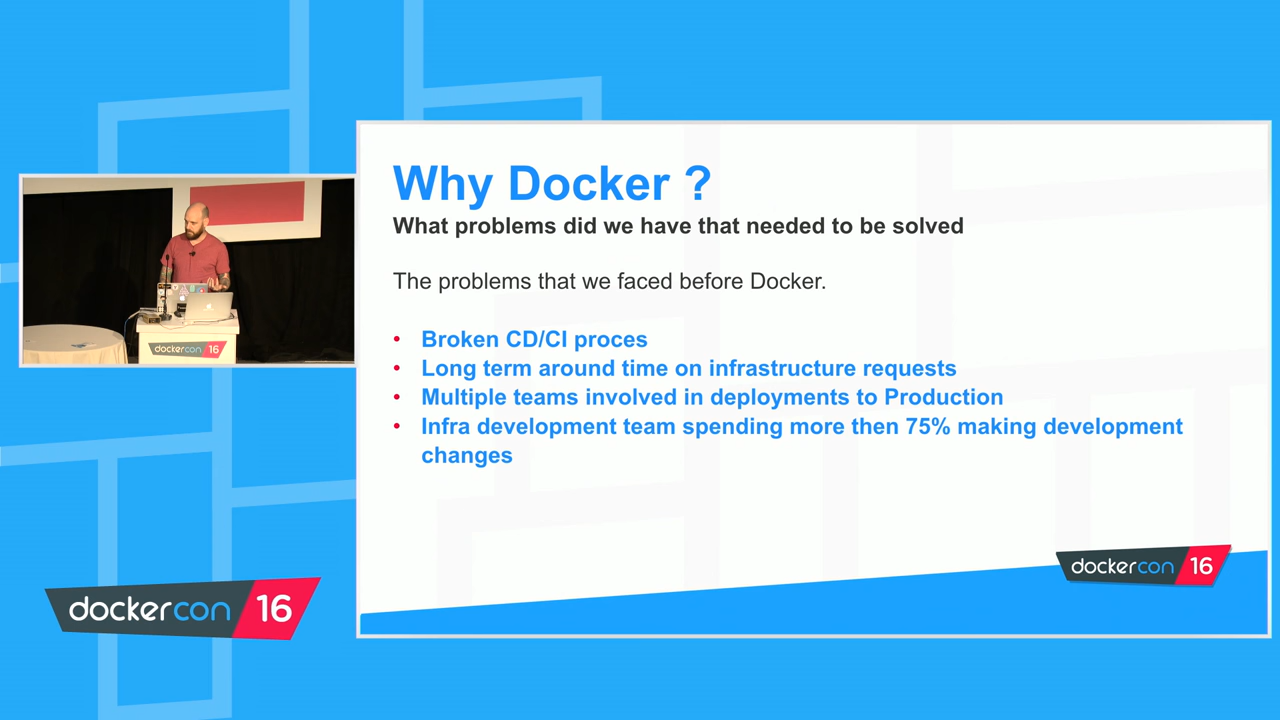 Why Docker ?
What problems did we have that needed to be solved
The problems that we faced before Docker.
• Broken CD/CI proces
• Long term around time on infrastructure requests
• Multiple teams involved in deployments to Production
• Infra development team spending more then 75% making development
changes
dockercon 16
dockercon 16
dockercon 16